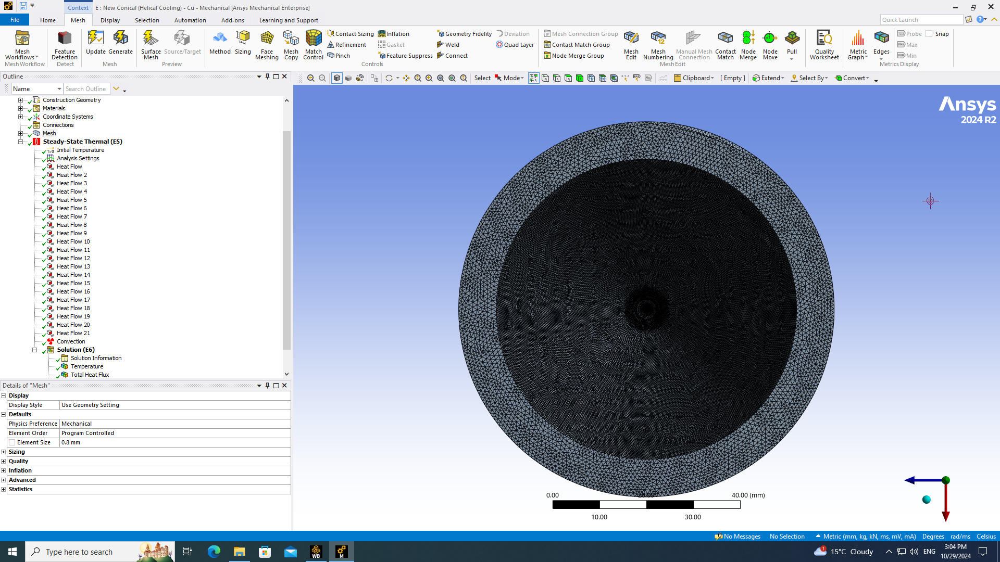 Context E : New Conical (Helical Cooling) - Cu - Mechanical [Ansys Mechanical Enterprise]
File Home Mesh Display Selection Automation Add-ons Learning and Support Quick Launch
Mesh Workflows
Mesh Workflow
Feature Detection
Detect
Update Generate
Mesh
Surface Mesh Source/Target
Preview
Method Sizing Face Meshing Mesh Copy Match Control
Contact Sizing Inflation Geometry Fidelity Deviation
Refinement Gasket Weld Quad Layer
Pinch Feature Suppress Connect
Controls
Mesh Connection Group
Contact Match Group
Node Merge Group
Mesh Edit Mesh Numbering Manual Mesh Connection Contact Match Node Merge Node Move Pull
Mesh Edit
Quality Worksheet
Metric Graph Edges
Probe Snap
Max
Min
Metrics Display
Outline
Name Search Outline
Select Mode Clipboard [ Empty ] Extend Select By Convert
Construction Geometry
Materials
Coordinate Systems
Connections
Mesh
Steady-State Thermal (E5)
Initial Temperature
Analysis Settings
Heat Flow
Heat Flow 2
Heat Flow 3
Heat Flow 4
Heat Flow 5
Heat Flow 6
Heat Flow 7
Heat Flow 8
Heat Flow 9
Heat Flow 10
Heat Flow 11
Heat Flow 12
Heat Flow 13
Heat Flow 14
Heat Flow 15
Heat Flow 16
Heat Flow 17
Heat Flow 18
Heat Flow 19
Heat Flow 20
Heat Flow 21
Convection
Solution (E6)
Solution Information
Temperature
Total Heat Flux
Details of "Mesh"
Display
Display Style Use Geometry Setting
Defaults
Physics Preference Mechanical
Element Order Program Controlled
Element Size 0.8 mm
Sizing
Quality
Inflation
Advanced
Statistics
Ansys
2024 R2
0.00 20.00 40.00 (mm)
10.00 30.00
No Messages No Selection Metric (mm, kg, kN, ms, mV, mA) Degrees rad/ms Celsius
Type here to search WB M 1 15°C Cloudy ENG 3:04 PM
10/29/2024